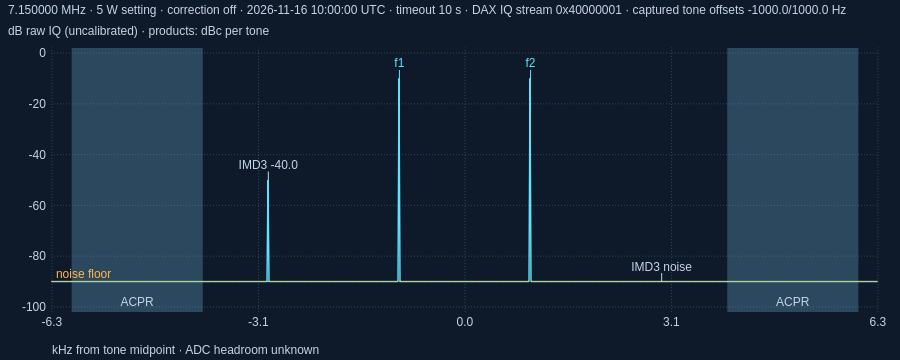 7.150000 MHz · 5 W setting · correction off · 2026-11-16 10:00:00 UTC · timeout 10 s · DAX IQ stream 0x40000001 · captured tone offsets -1000.0/1000.0 Hz
dB raw IQ (uncalibrated) · products: dBc per tone
0
f1
f2
-20
-40
IMD3 -40.0
-60
-80
IMD3 noise
noise floor
-100
ACPR
ACPR
-6.3
-3.1
0.0
3.1
6.3
kHz from tone midpoint · ADC headroom unknown